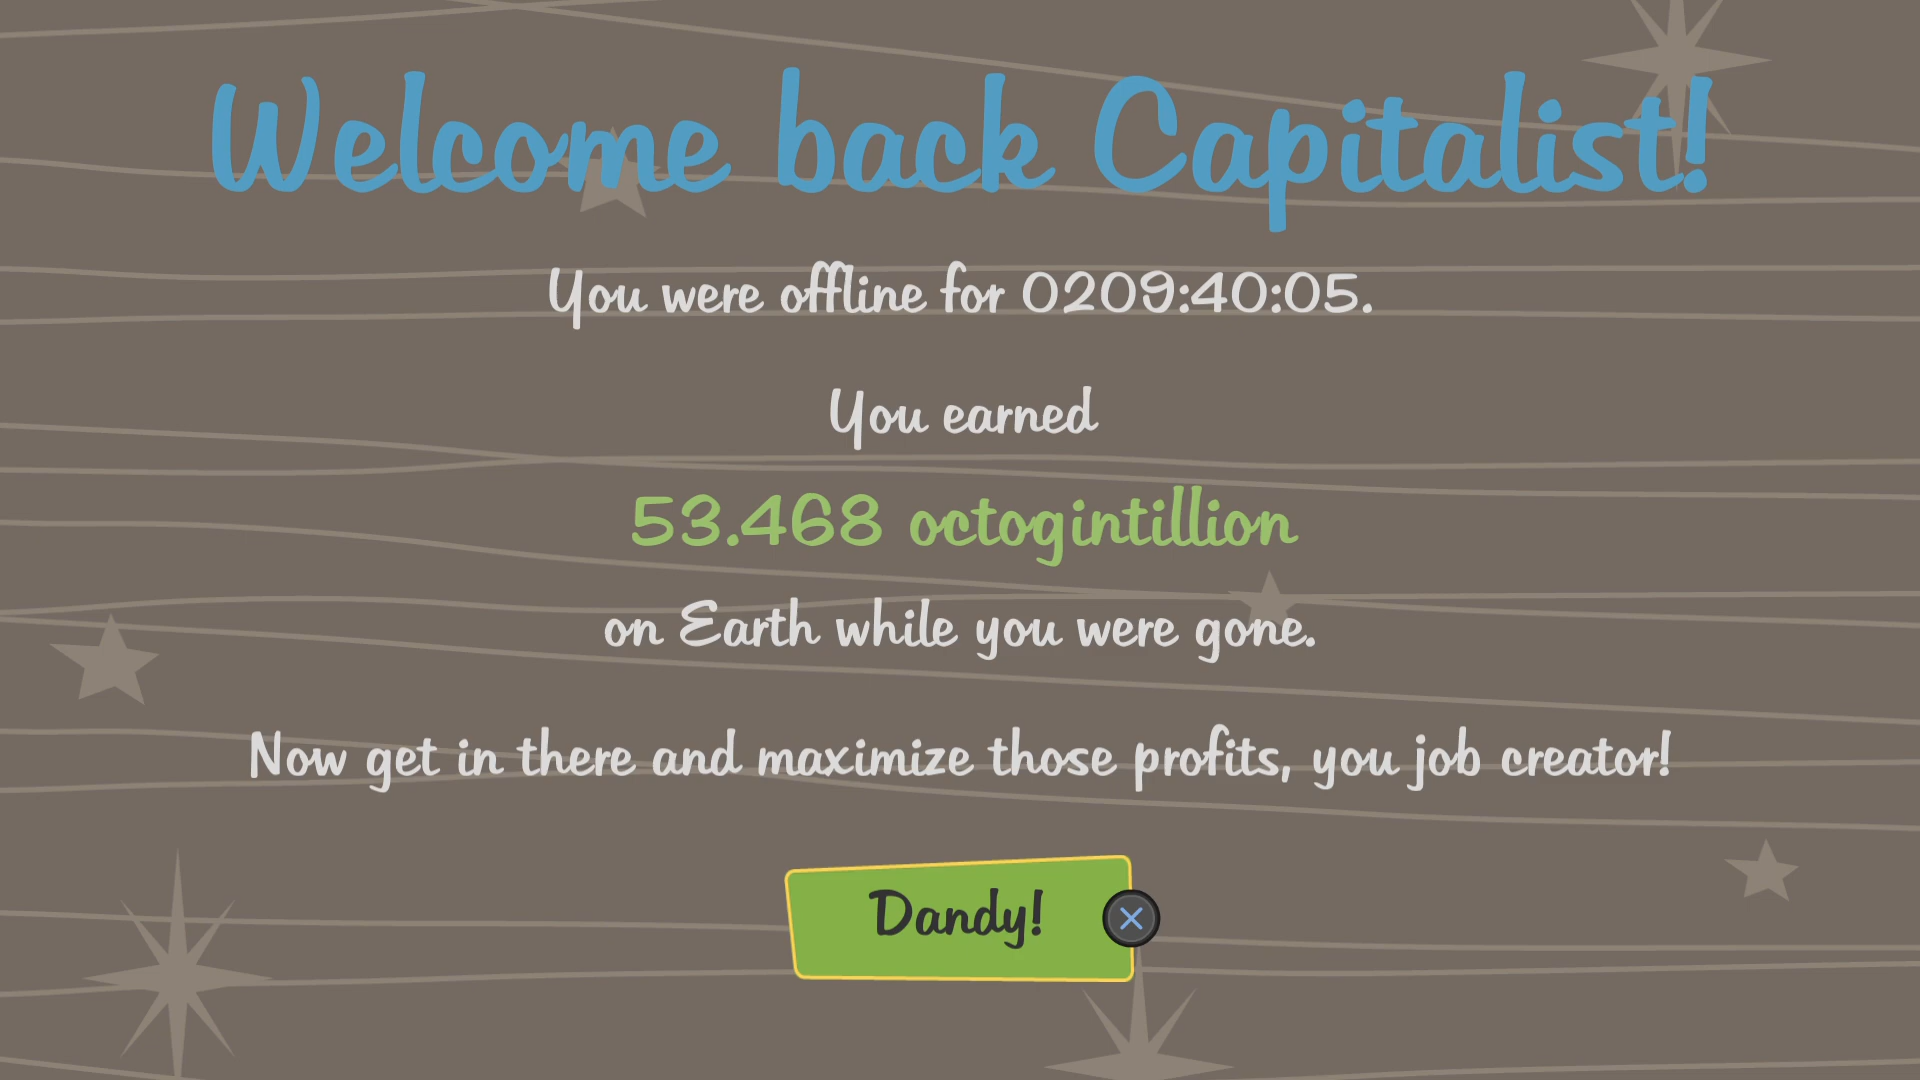 Welcome back Capitalist!
You were offline for 0209:40:05.
You earned
53.468 octogintillion
on Earth while you were gone.
Now get in there and maximize those profits, you job creator!
Dandy!